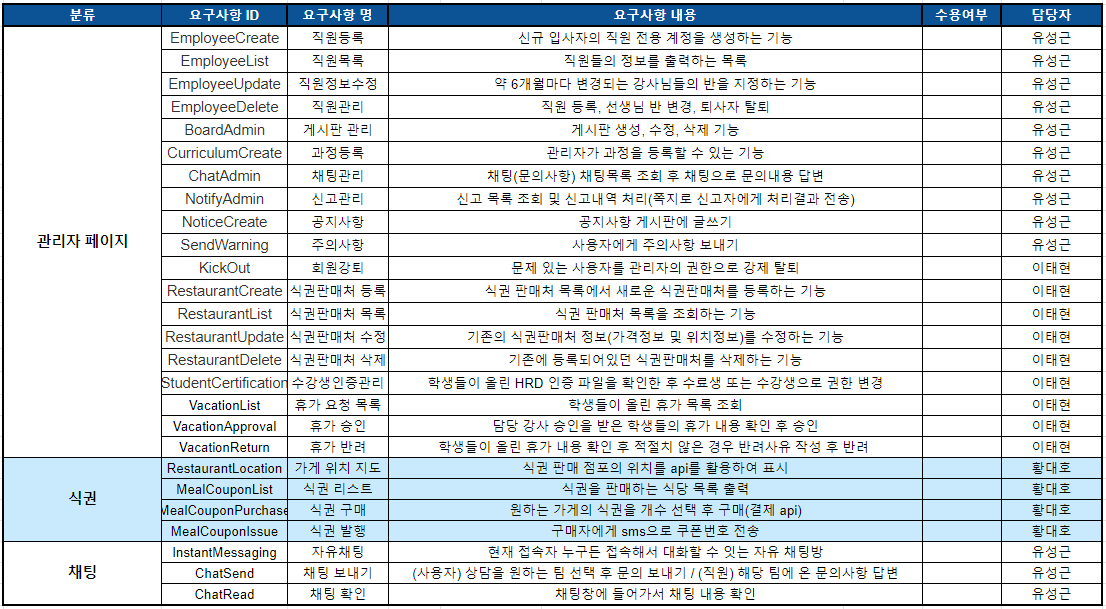 분류 요구사항 ID 요구사항 명 요구사항 내용 수용여부 담당자
EmployeeCreate 직원등록 신규 입사자의 직원 전용 계정을 생성하는 기능 유성근
EmployeeList 직원목록 직원들의 정보를 출력하는 목록 유성근
EmployeeUpdate 직원정보수정 약 6개월마다 변경되는 강사님들의 반을 지정하는 기능 유성근
EmployeeDelete 직원관리 직원 등록, 선생님 반 변경, 퇴사자 탈퇴 유성근
BoardAdmin 게시판 관리 게시판 생성, 수정, 삭제 기능 유성근
CurriculumCreate 과정등록 관리자가 과정을 등록할 수 있는 기능 유성근
ChatAdmin 채팅관리 채팅(문의사항) 채팅목록 조회 후 채팅으로 문의내용 답변 유성근
NotifyAdmin 신고관리 신고 목록 조회 및 신고내역 처리(쪽지로 신고자에게 처리결과 전송) 유성근
NoticeCreate 공지사항 공지사항 게시판에 글쓰기 유성근
관리자 페이지 SendWarning 주의사항 사용자에게 주의사항 보내기 유성근
KickOut 회원강퇴 문제 있는 사용자를 관리자의 권한으로 강제 탈퇴 이태현
RestaurantCreate 식권판매처 등록 식권 판매처 목록에서 새로운 식권판매처를 등록하는 기능 이태현
RestaurantList 식권판매처 목록 식권 판매처 목록을 조회하는 기능 이태현
RestaurantUpdate 식권판매처 수정 기존의 식권판매처 정보(가격정보 및 위치정보)를 수정하는 기능 이태현
RestaurantDelete 식권판매처 삭제 기존에 등록되어있던 식권판매처를 삭제하는 기능 이태현
StudentCertification 수강생인증관리 학생들이 올린 HRD 인증 파일을 확인한 후 수료생 또는 수강생으로 권한 변경 이태현
VacationList 휴가 요청 목록 학생들이 올린 휴가 목록 조회 이태현
VacationApproval 휴가 승인 담당 강사 승인을 받은 학생들의 휴가 내용 확인 후 승인 이태현
VacationReturn 휴가 반려 학생들이 올린 휴가 내용 확인 후 적절치 않은 경우 반려사유 작성 후 반려 이태현
RestaurantLocation 가게 위치 지도 식권 판매 점포의 위치를 api를 활용하여 표시 황대호
식권 MealCouponList 식권 리스트 식권을 판매하는 식당 목록 출력 황대호
MealCouponPurchase 식권 구매 원하는 가게의 식권을 개수 선택 후 구매(결제 api) 황대호
MealCouponIssue 식권 발행 구매자에게 sms으로 쿠폰번호 전송 황대호
InstantMessaging 자유채팅 현재 접속자 누구든 접속해서 대화할 수 잇는 자유 채팅방 유성근
채팅 ChatSend 채팅 보내기 (사용자) 상담을 원하는 팀 선택 후 문의 보내기 / (직원) 해당 팀에 온 문의사항 답변 유성근
ChatRead 채팅 확인 채팅창에 들어가서 채팅 내용 확인 유성근